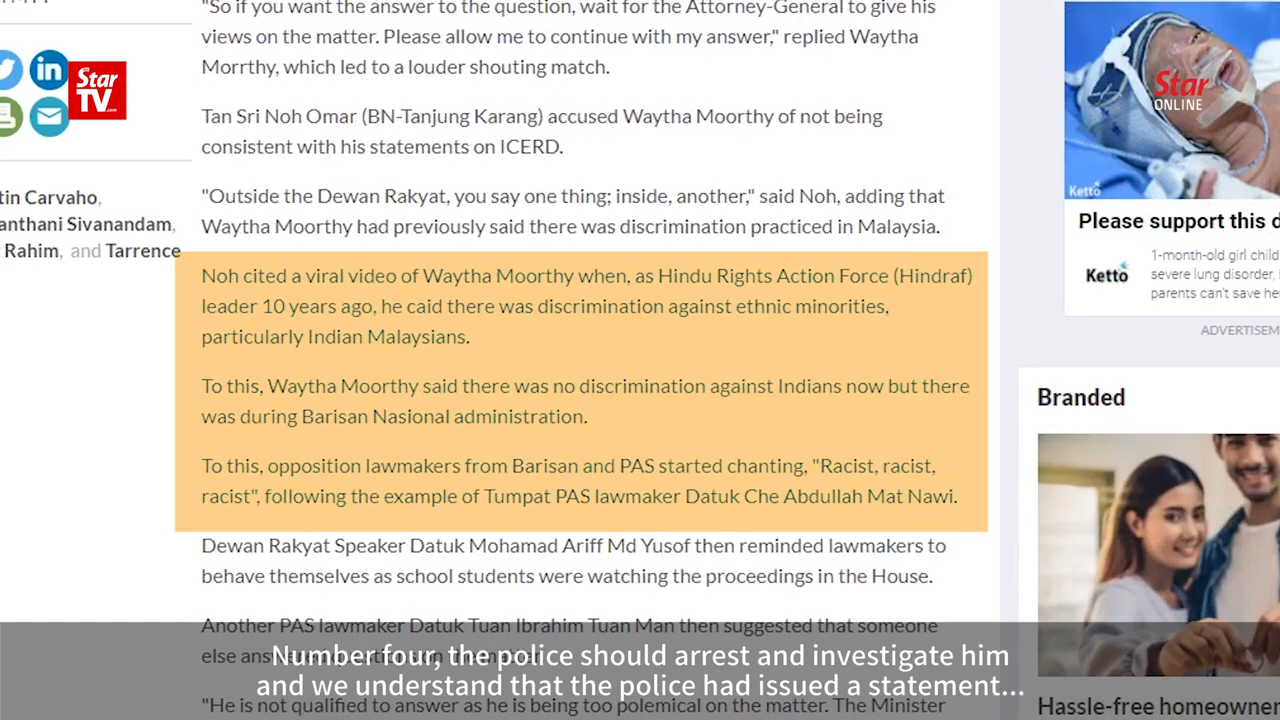 "So if you want the answer to the question, wait for the Attorney-General to give his
views on the matter. Please allow me to continue with my answer," replied Waytha
Morrthy, which led to a louder shouting match.
Tan Sri Noh Omar (BN-Tanjung Karang) accused Waytha Moorthy of not being
consistent with his statements on ICERD.
"Outside the Dewan Rakyat, you say one thing; inside, another," said Noh, adding that
Waytha Moorthy had previously said there was discrimination practiced in Malaysia.
Noh cited a viral video of Waytha Moorthy when, as Hindu Rights Action Force (Hindraf)
leader 10 years ago, he caid there was discrimination against ethnic minorities,
particularly Indian Malaysians.
To this, Waytha Moorthy said there was no discrimination against Indians now but there
was during Barisan Nasional administration.
To this, opposition lawmakers from Barisan and PAS started chanting, "Racist, racist,
racist", following the example of Tumpat PAS lawmaker Datuk Che Abdullah Mat Nawi.
Dewan Rakyat Speaker Datuk Mohamad Ariff Md Yusof then reminded lawmakers to
behave themselves as school students were watching the proceedings in the House.
Another PAS lawmaker Datuk Tuan Ibrahim Tuan Man then suggested that someone
else
"He is not qualified to answer as he is being too polemical on the matter. The Minister
Number four, the police should arrest and investigate him
and we understand that the police had issued a statement...
in
Star
TV.com
tin Carvaho,
anthani Sivanandam,
Rahim, and Tarrence
Star
ONLINE
Ketto
Please support this d
Ketto
1-month-old girl child
severe lung disorder,
parents can't save he
ADVERTISEM
Branded
Hassle-free homeowner